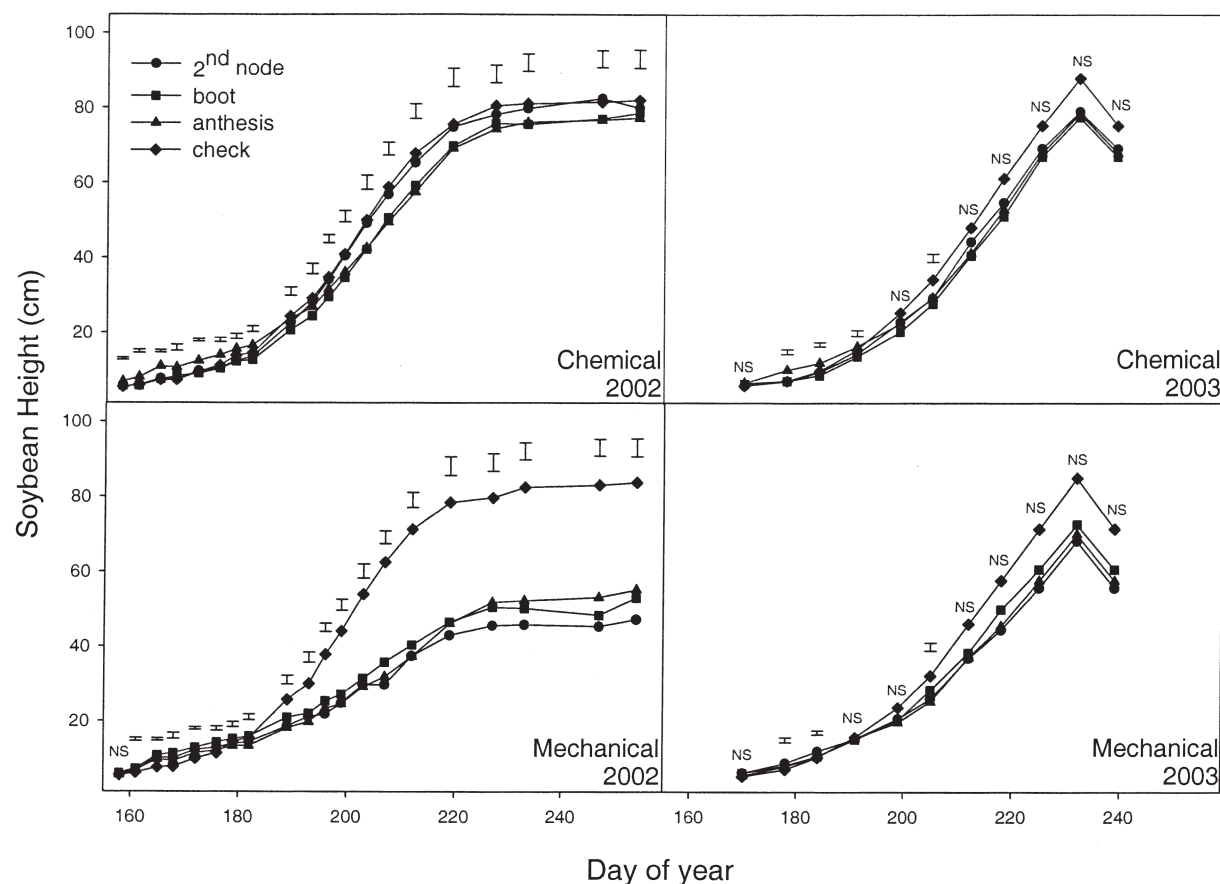 100
80
60
40
20
2nd node
boot
anthesis
check
Chemical
2002
NS
NS
NS
NS
NS
NS
NS
NS
Chemical
2003
Soybean Height (cm)
100
80
60
40
20
NS
Mechanical
2002
NS
NS
NS
NS
NS
NS
NS
NS
NS
Mechanical
2003
160 180 200 220 240
160 180 200 220 240
Day of year